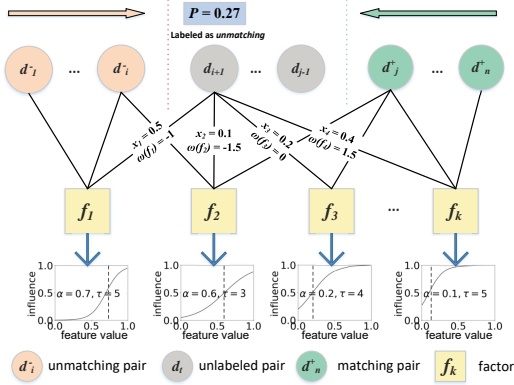 P = 0.27
Labeled as unmatching
d⁻₁ ... d⁻ᵢ dᵢ₊₁ ... dⱼ₋₁ d⁺ⱼ ... d⁺ₙ
x₁ = 0.5
ω(f₁) = -1
x₂ = 0.1
ω(f₂) = -1.5
x₃ = 0.2
ω(f₃) = 0
x₄ = 0.4
ω(fₖ) = 1.5
f₁ f₂ f₃ ... fₖ
influence
1.0
0.5
0.0
α = 0.7, τ = 5
0.0 0.5 1.0
feature value
influence
1.0
0.5
0.0
α = 0.6, τ = 3
0.0 0.5 1.0
feature value
influence
1.0
0.5
0.0
α = 0.2, τ = 4
0.0 0.5 1.0
feature value
influence
1.0
0.5
0.0
α = 0.1, τ = 5
0.0 0.5 1.0
feature value
d⁻ᵢ unmatching pair dₜ unlabeled pair d⁺ₙ matching pair fₖ factor